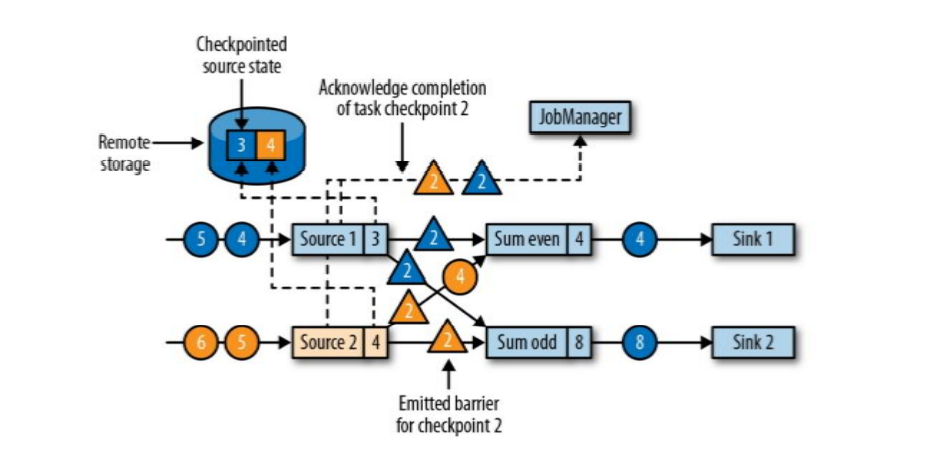 Checkpointed
source state
Acknowledge completion
of task checkpoint 2
JobManager
Remote
storage
3 4
2 2
5 4 Source 1 3 2 Sum even 4 4 Sink 1
2 4
2
6 5 Source 2 4 2 Sum odd 8 8 Sink 2
Emitted barrier
for checkpoint 2